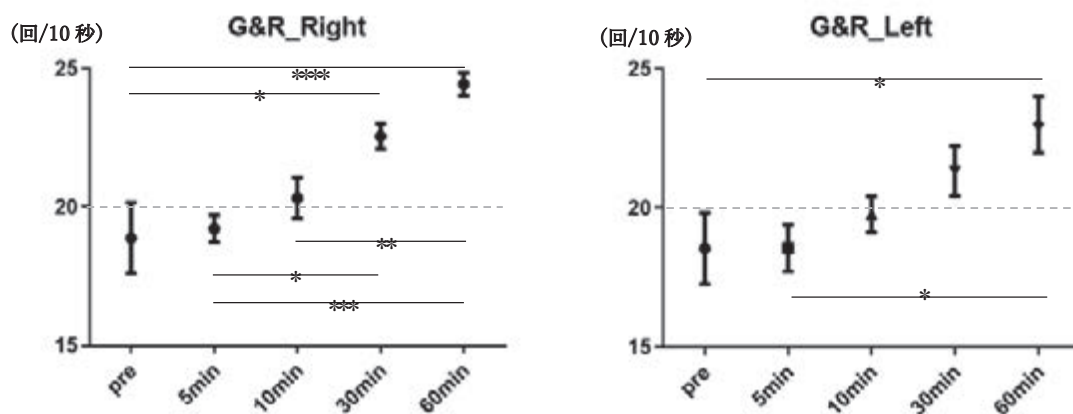 (回/10 秒)
G&R_Right
25
20
15
****
*
**
*
***
pre
5min
10min
30min
60min
(回/10 秒)
G&R_Left
25
20
15
*
*
pre
5min
10min
30min
60min